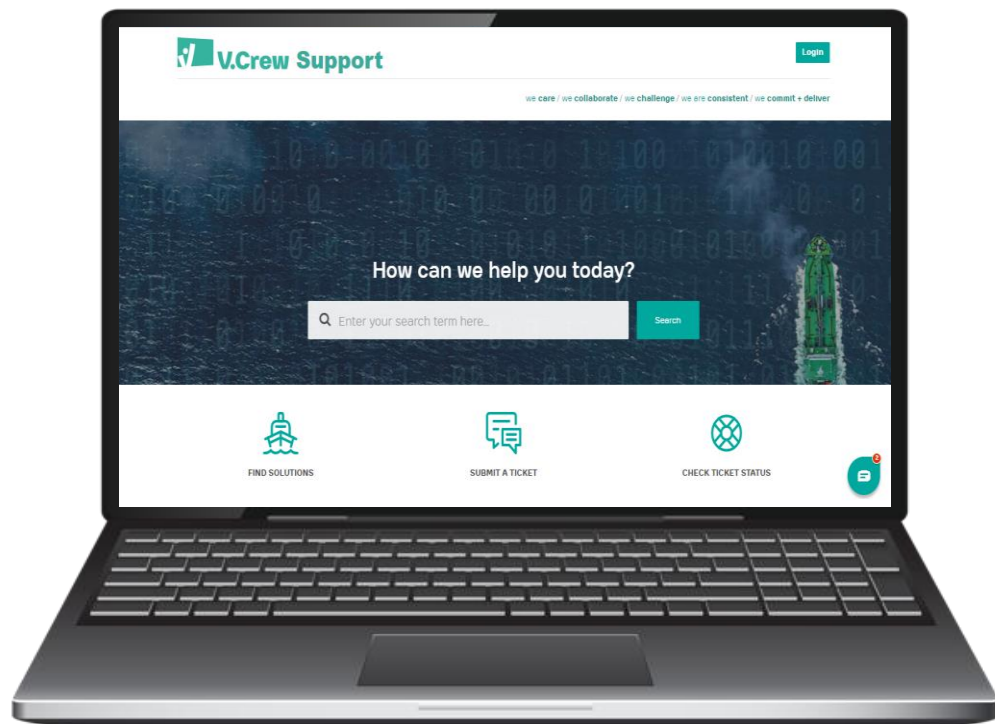 V.Crew Support
Login
we care / we collaborate / we challenge / we are consistent / we commit + deliver
How can we help you today?
Enter your search term here...
Search
FIND SOLUTIONS
SUBMIT A TICKET
CHECK TICKET STATUS
2